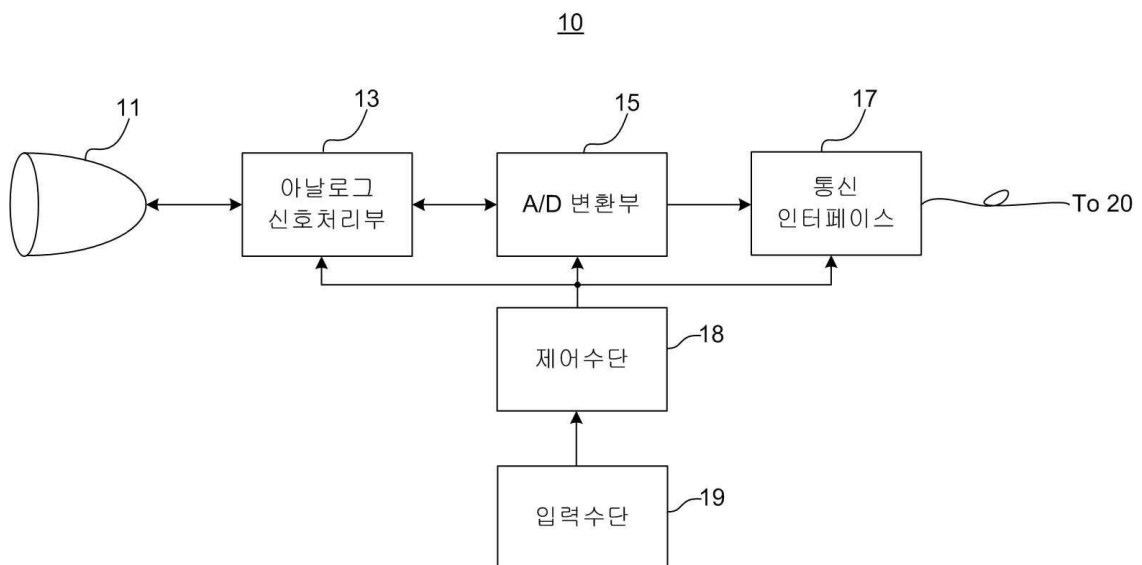 10
11
13
15
17
아날로그
신호처리부
A/D 변환부
통신
인터페이스
To 20
제어수단
18
입력수단
19